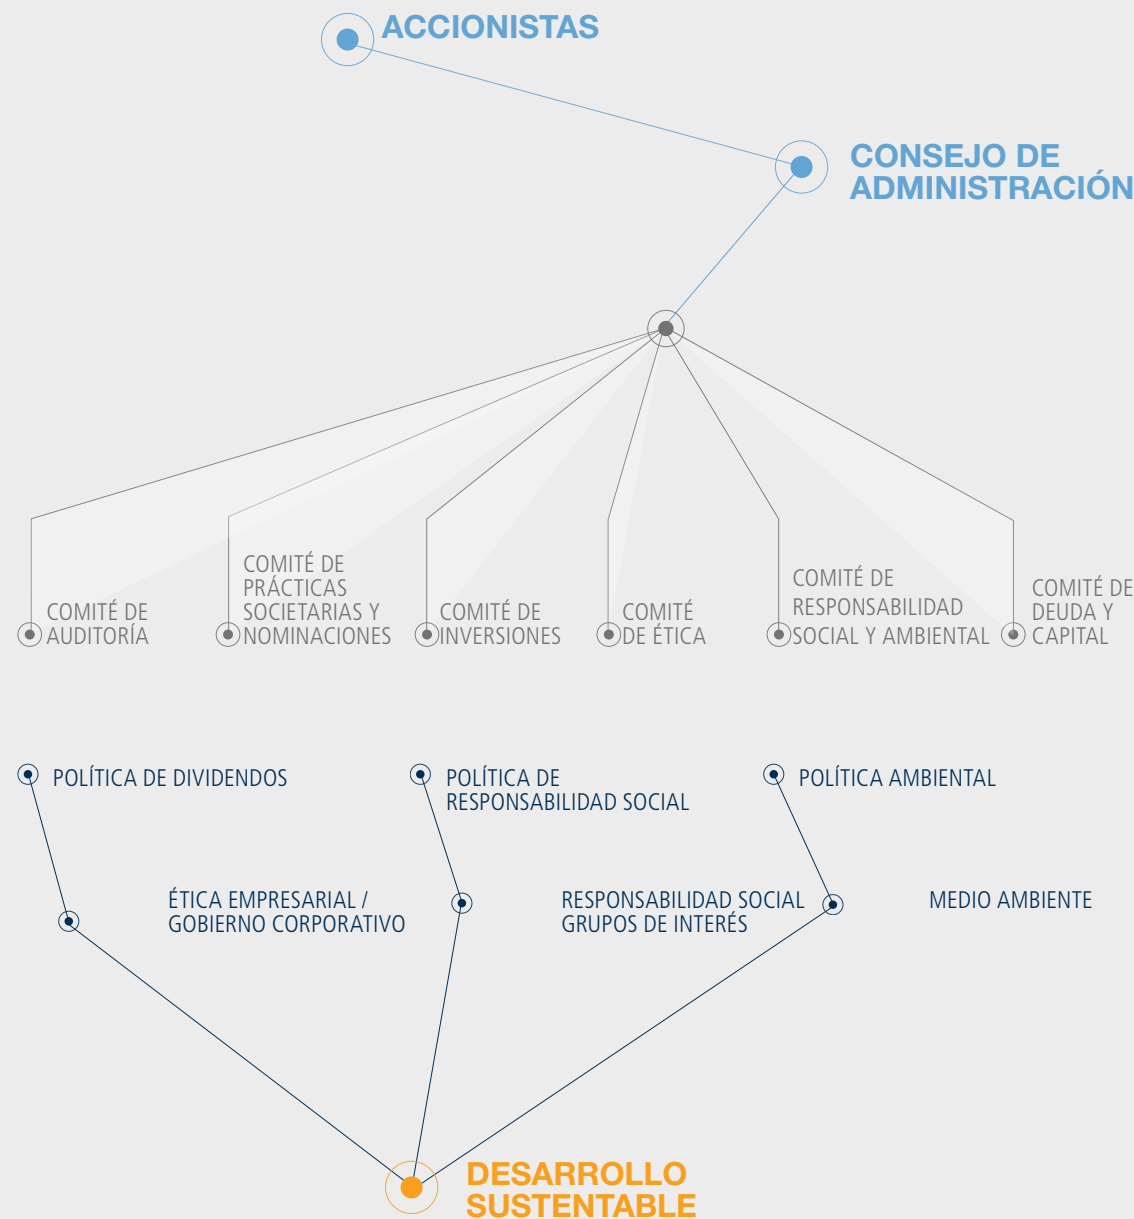 ACCIONISTAS
CONSEJO DE
ADMINISTRACIÓN
COMITÉ DE
AUDITORÍA
COMITÉ DE
PRÁCTICAS
SOCIETARIAS Y
NOMINACIONES
COMITÉ DE
INVERSIONES
COMITÉ
DE ÉTICA
COMITÉ DE
RESPONSABILIDAD
SOCIAL Y AMBIENTAL
COMITÉ DE
DEUDA Y
CAPITAL
POLÍTICA DE DIVIDENDOS
POLÍTICA DE
RESPONSABILIDAD SOCIAL
POLÍTICA AMBIENTAL
ÉTICA EMPRESARIAL /
GOBIERNO CORPORATIVO
RESPONSABILIDAD SOCIAL
GRUPOS DE INTERÉS
MEDIO AMBIENTE
DESARROLLO
SUSTENTABLE